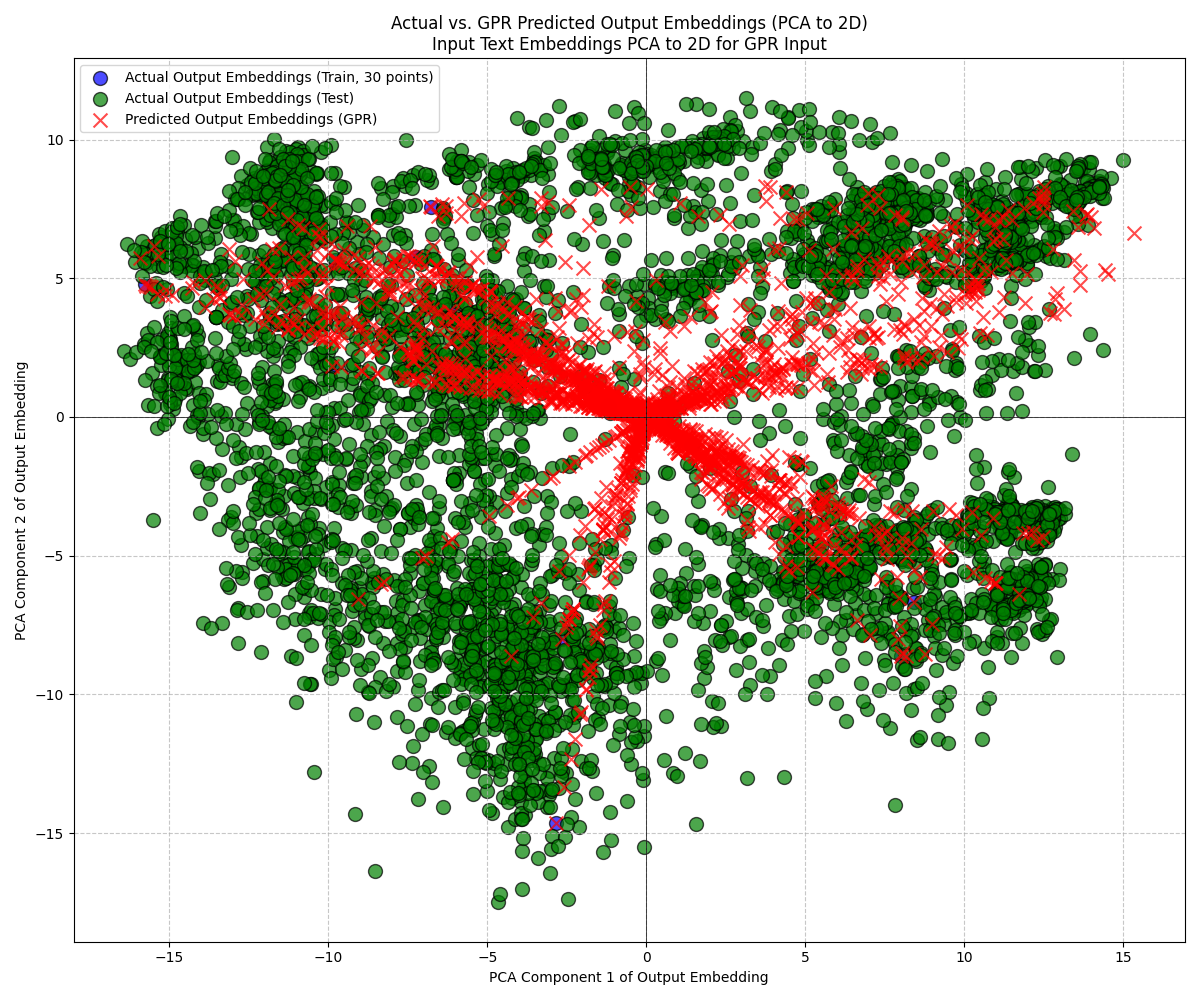 Actual vs. GPR Predicted Output Embeddings (PCA to 2D)
Input Text Embeddings PCA to 2D for GPR Input
Actual Output Embeddings (Train, 30 points)
Actual Output Embeddings (Test)
Predicted Output Embeddings (GPR)
PCA Component 2 of Output Embedding
10
5
0
−5
−10
−15
−15 −10 −5 0 5 10 15
PCA Component 1 of Output Embedding